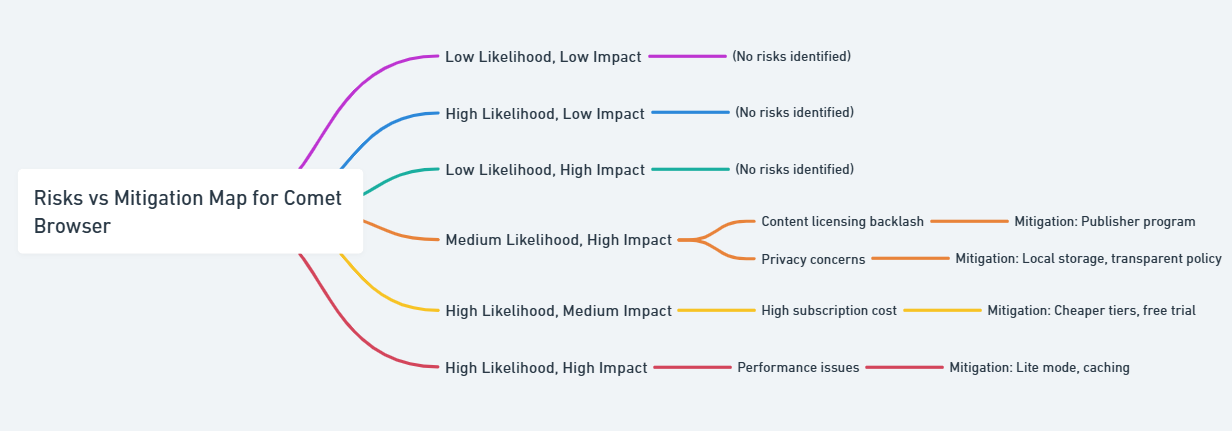 Risks vs Mitigation Map for Comet
Browser
Low Likelihood, Low Impact
(No risks identified)
High Likelihood, Low Impact
(No risks identified)
Low Likelihood, High Impact
(No risks identified)
Medium Likelihood, High Impact
Content licensing backlash
Mitigation: Publisher program
Privacy concerns
Mitigation: Local storage, transparent policy
High Likelihood, Medium Impact
High subscription cost
Mitigation: Cheaper tiers, free trial
High Likelihood, High Impact
Performance issues
Mitigation: Lite mode, caching